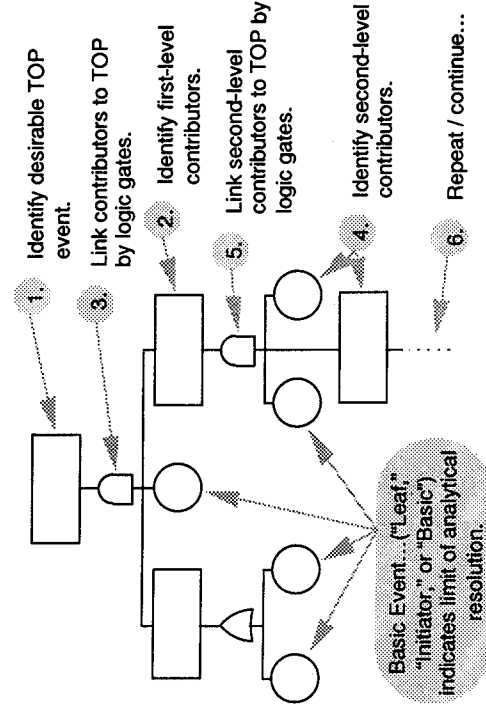 1. Identify desirable TOP
event.
3. Link contributors to TOP
by logic gates.
2. Identify first-level
contributors.
5. Link second-level
contributors to TOP by
logic gates.
4. Identify second-level
contributors.
6. Repeat / continue...
Basic Event....("Leaf,"
"Initiator," or "Basic")
indicates limit of analytical
resolution.